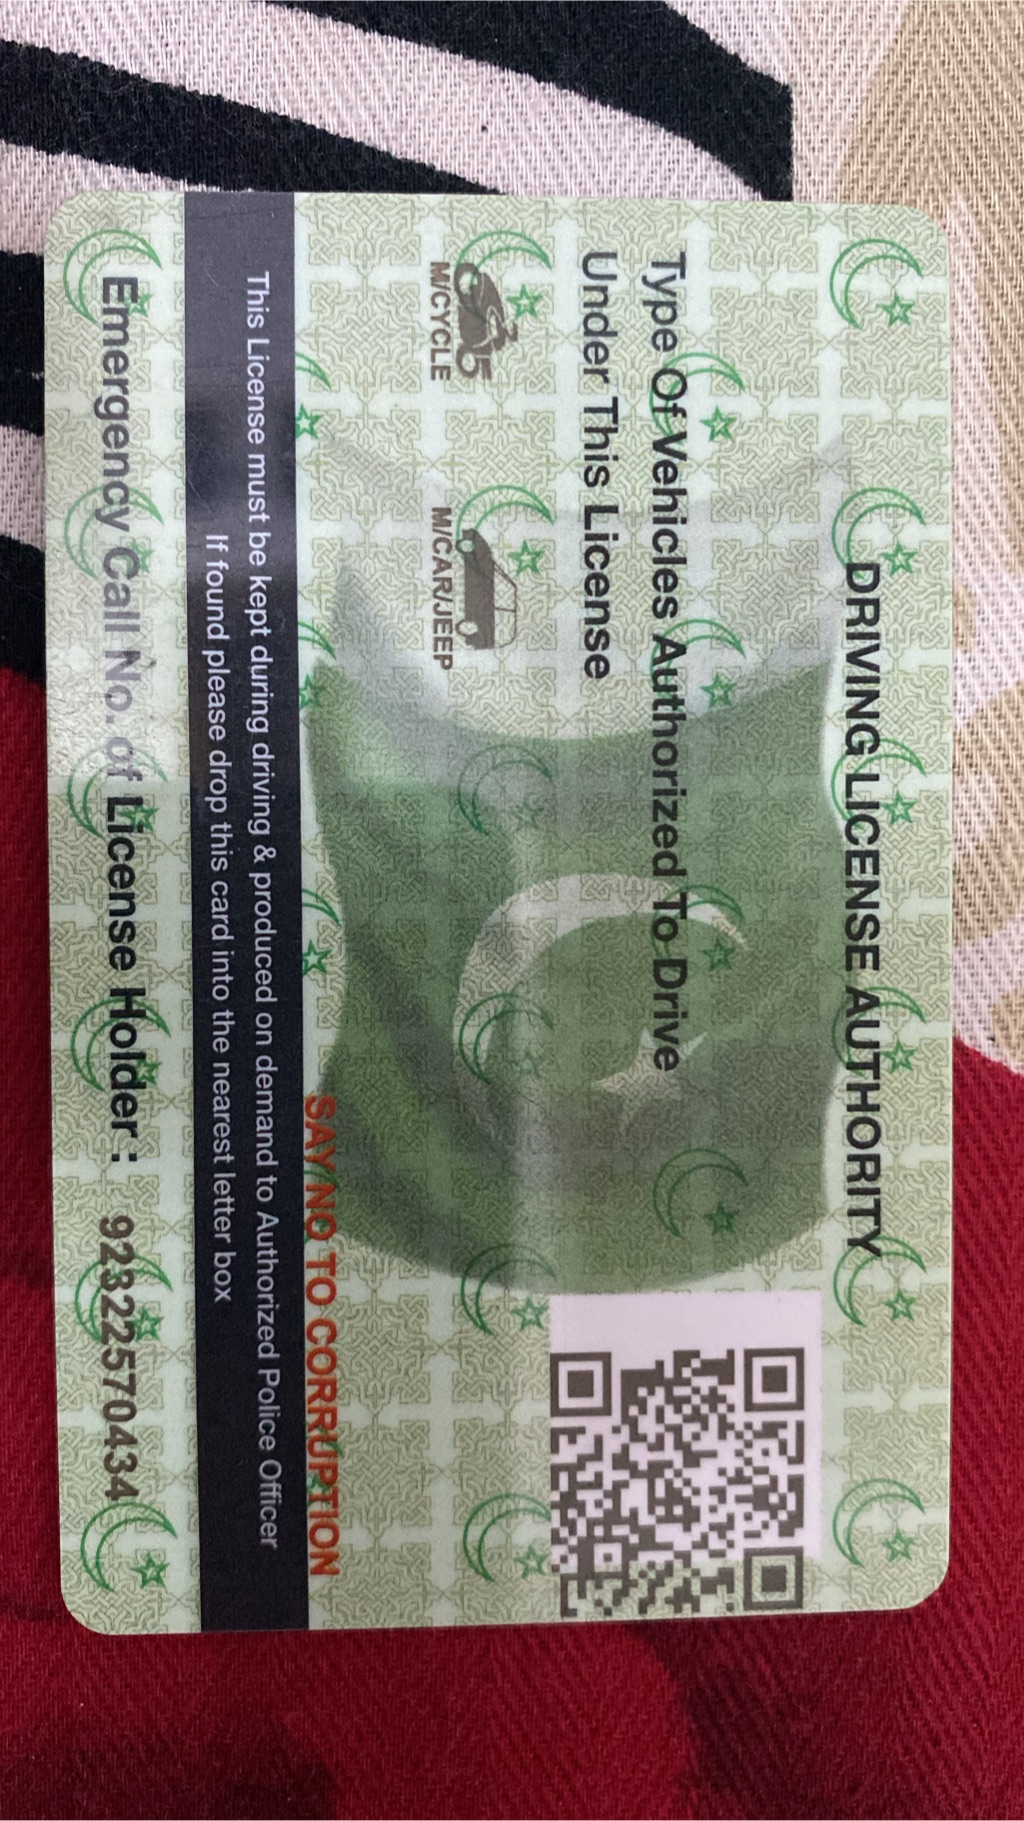 DRIVING LICENSE AUTHORITY
Type Of Vehicles Authorized To Drive
Under This License
M/CYCLE
M/CAR/JEEP
SAY NO TO CORRUPTION
This License must be kept during driving & produced on demand to Authorized Police Officer
If found please drop this card into the nearest letter box
Emergency Call No. of License Holder : 923225570434